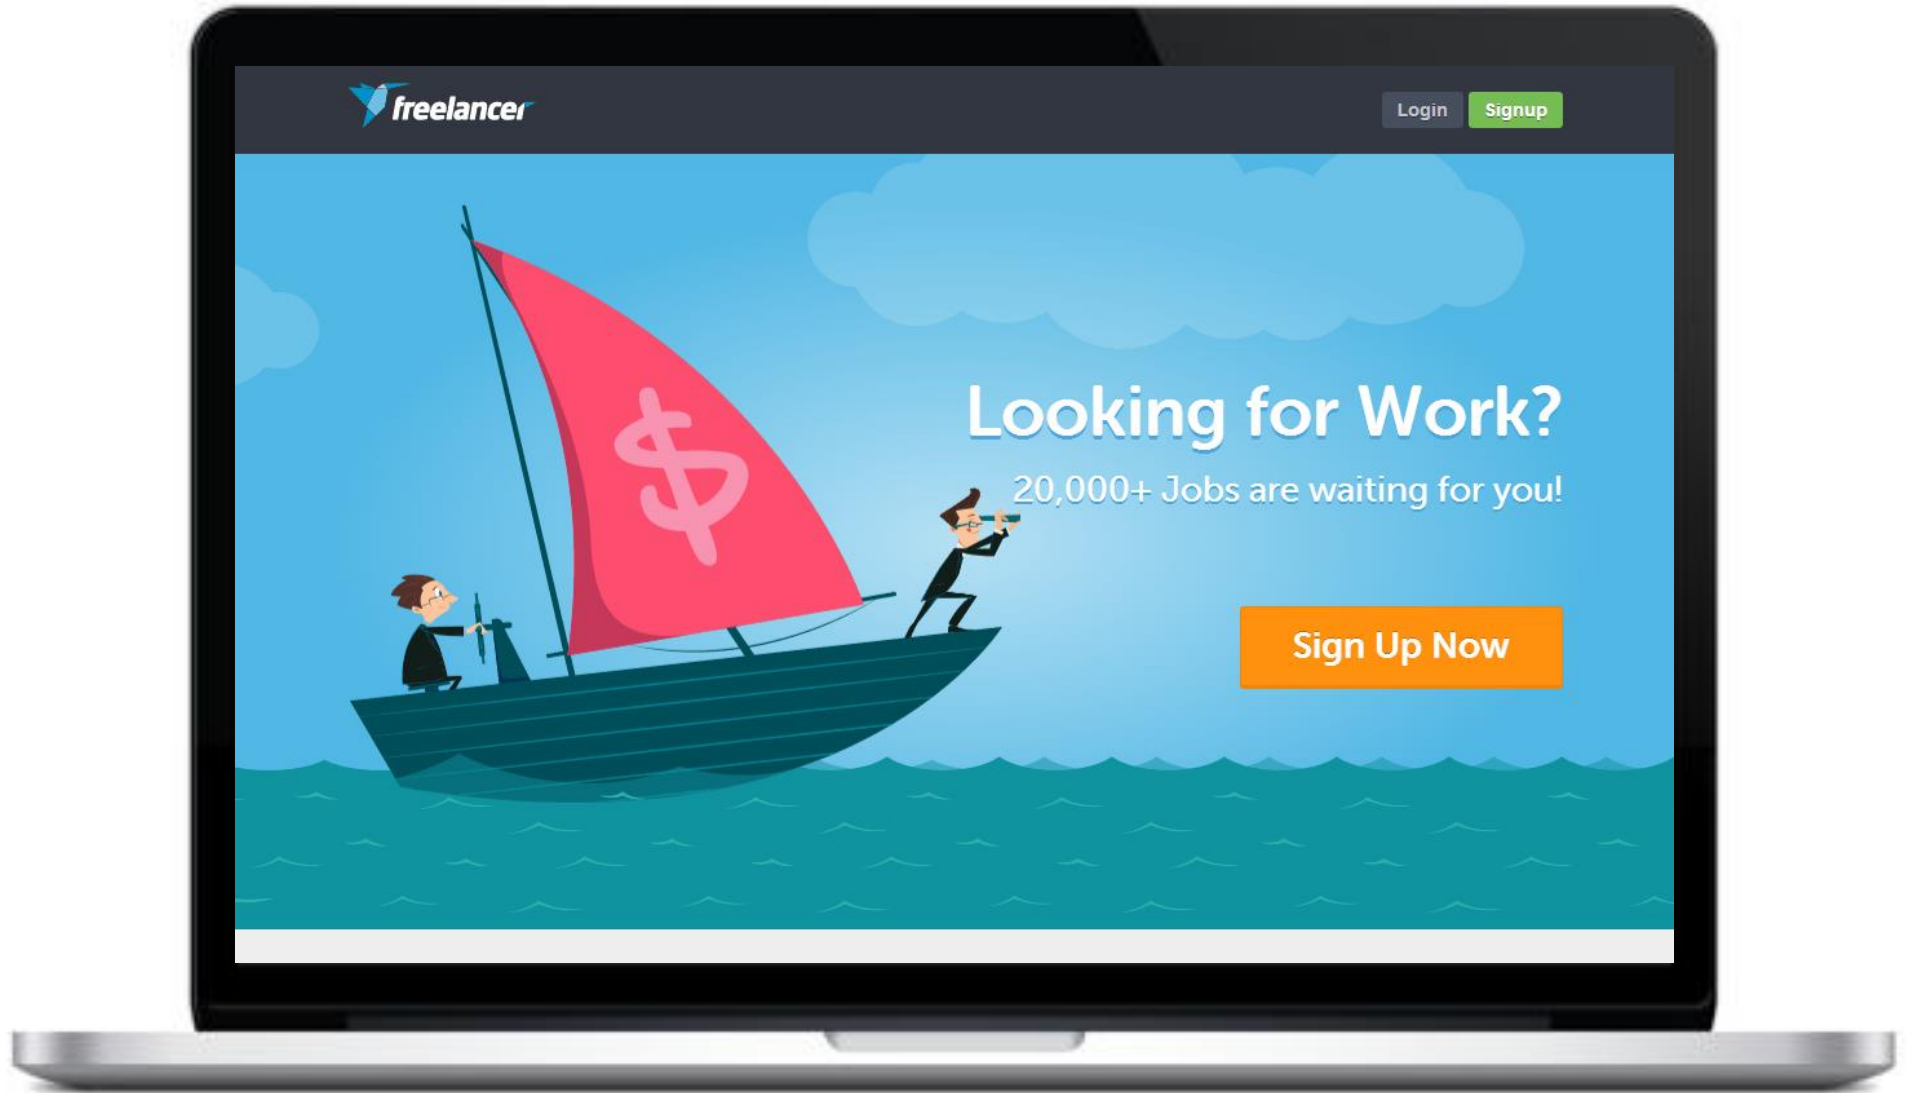 freelancer
Login
Signup
$
Looking for Work?
20,000+ Jobs are waiting for you!
Sign Up Now